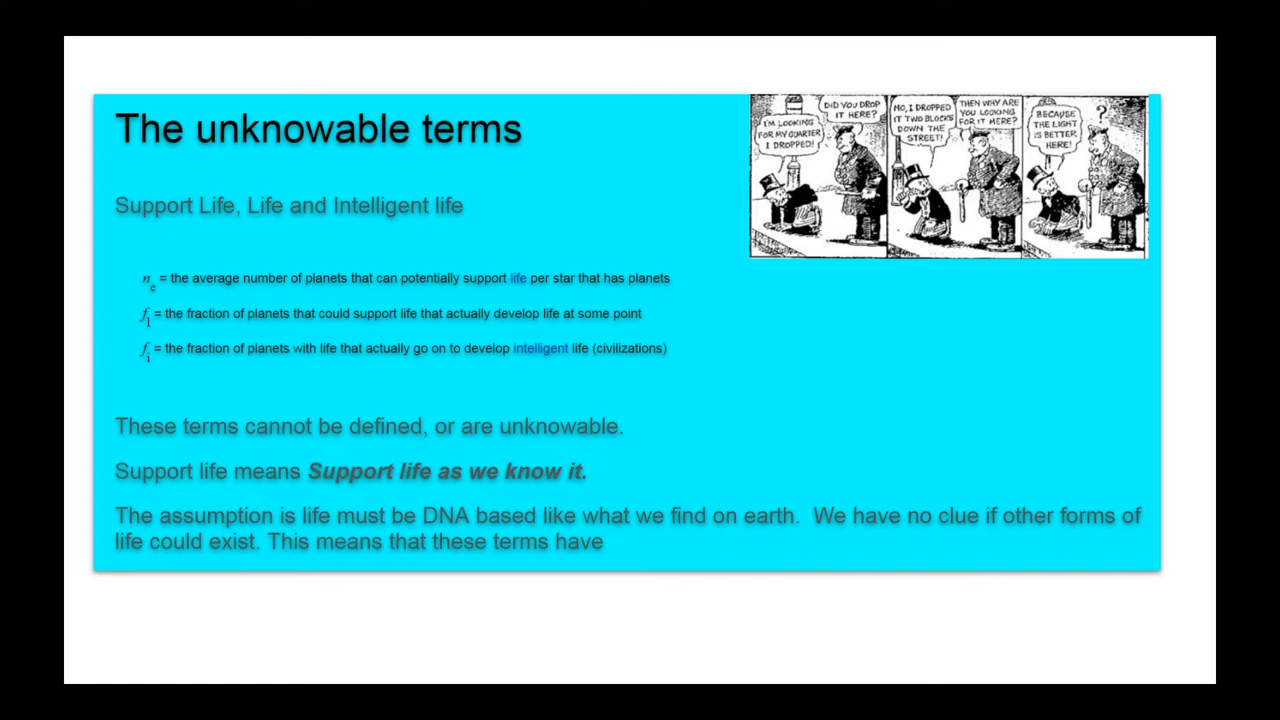 The unknowable terms
I'M LOOKING
FOR MY QUARTER
I DROPPED!
DID YOU DROP
IT HERE?
NO, I DROPPED
IT TWO BLOCKS
DOWN THE
STREET!
THEN WHY ARE
YOU LOOKING
FOR IT HERE?
BECAUSE
THE LIGHT
IS BETTER
HERE!
?
Support Life, Life and Intelligent life
n_e = the average number of planets that can potentially support life per star that has planets
f_l = the fraction of planets that could support life that actually develop life at some point
f_i = the fraction of planets with life that actually go on to develop intelligent life (civilizations)
These terms cannot be defined, or are unknowable.
Support life means Support life as we know it.
The assumption is life must be DNA based like what we find on earth.  We have no clue if other forms of
life could exist. This means that these terms have